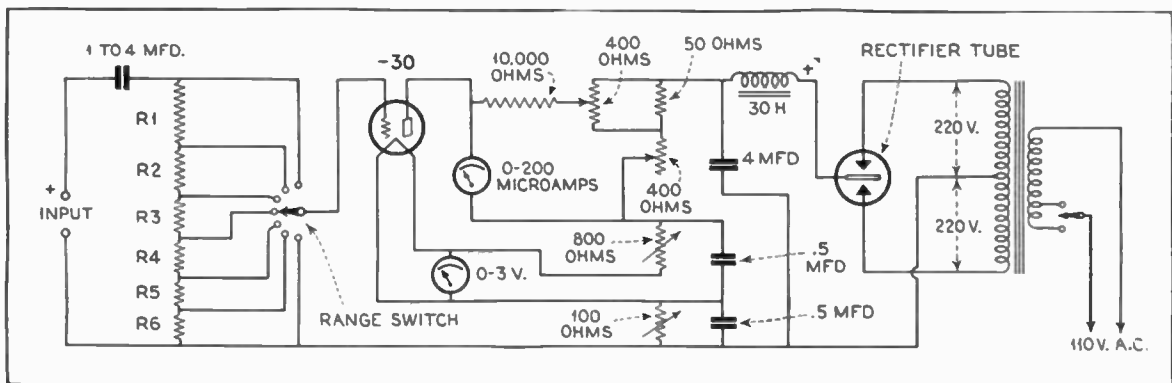 1 TO 4 MFD.
-30
10,000
OHMS
400
OHMS
50 OHMS
RECTIFIER TUBE
+
30 H
R1
R2
R3
R4
R5
R6
+
INPUT
RANGE SWITCH
0-200
MICROAMPS
0-3 V.
400
OHMS
4 MFD
800
OHMS
.5
MFD
100
OHMS
.5 MFD
220 V.
220 V.
110 V. A.C.